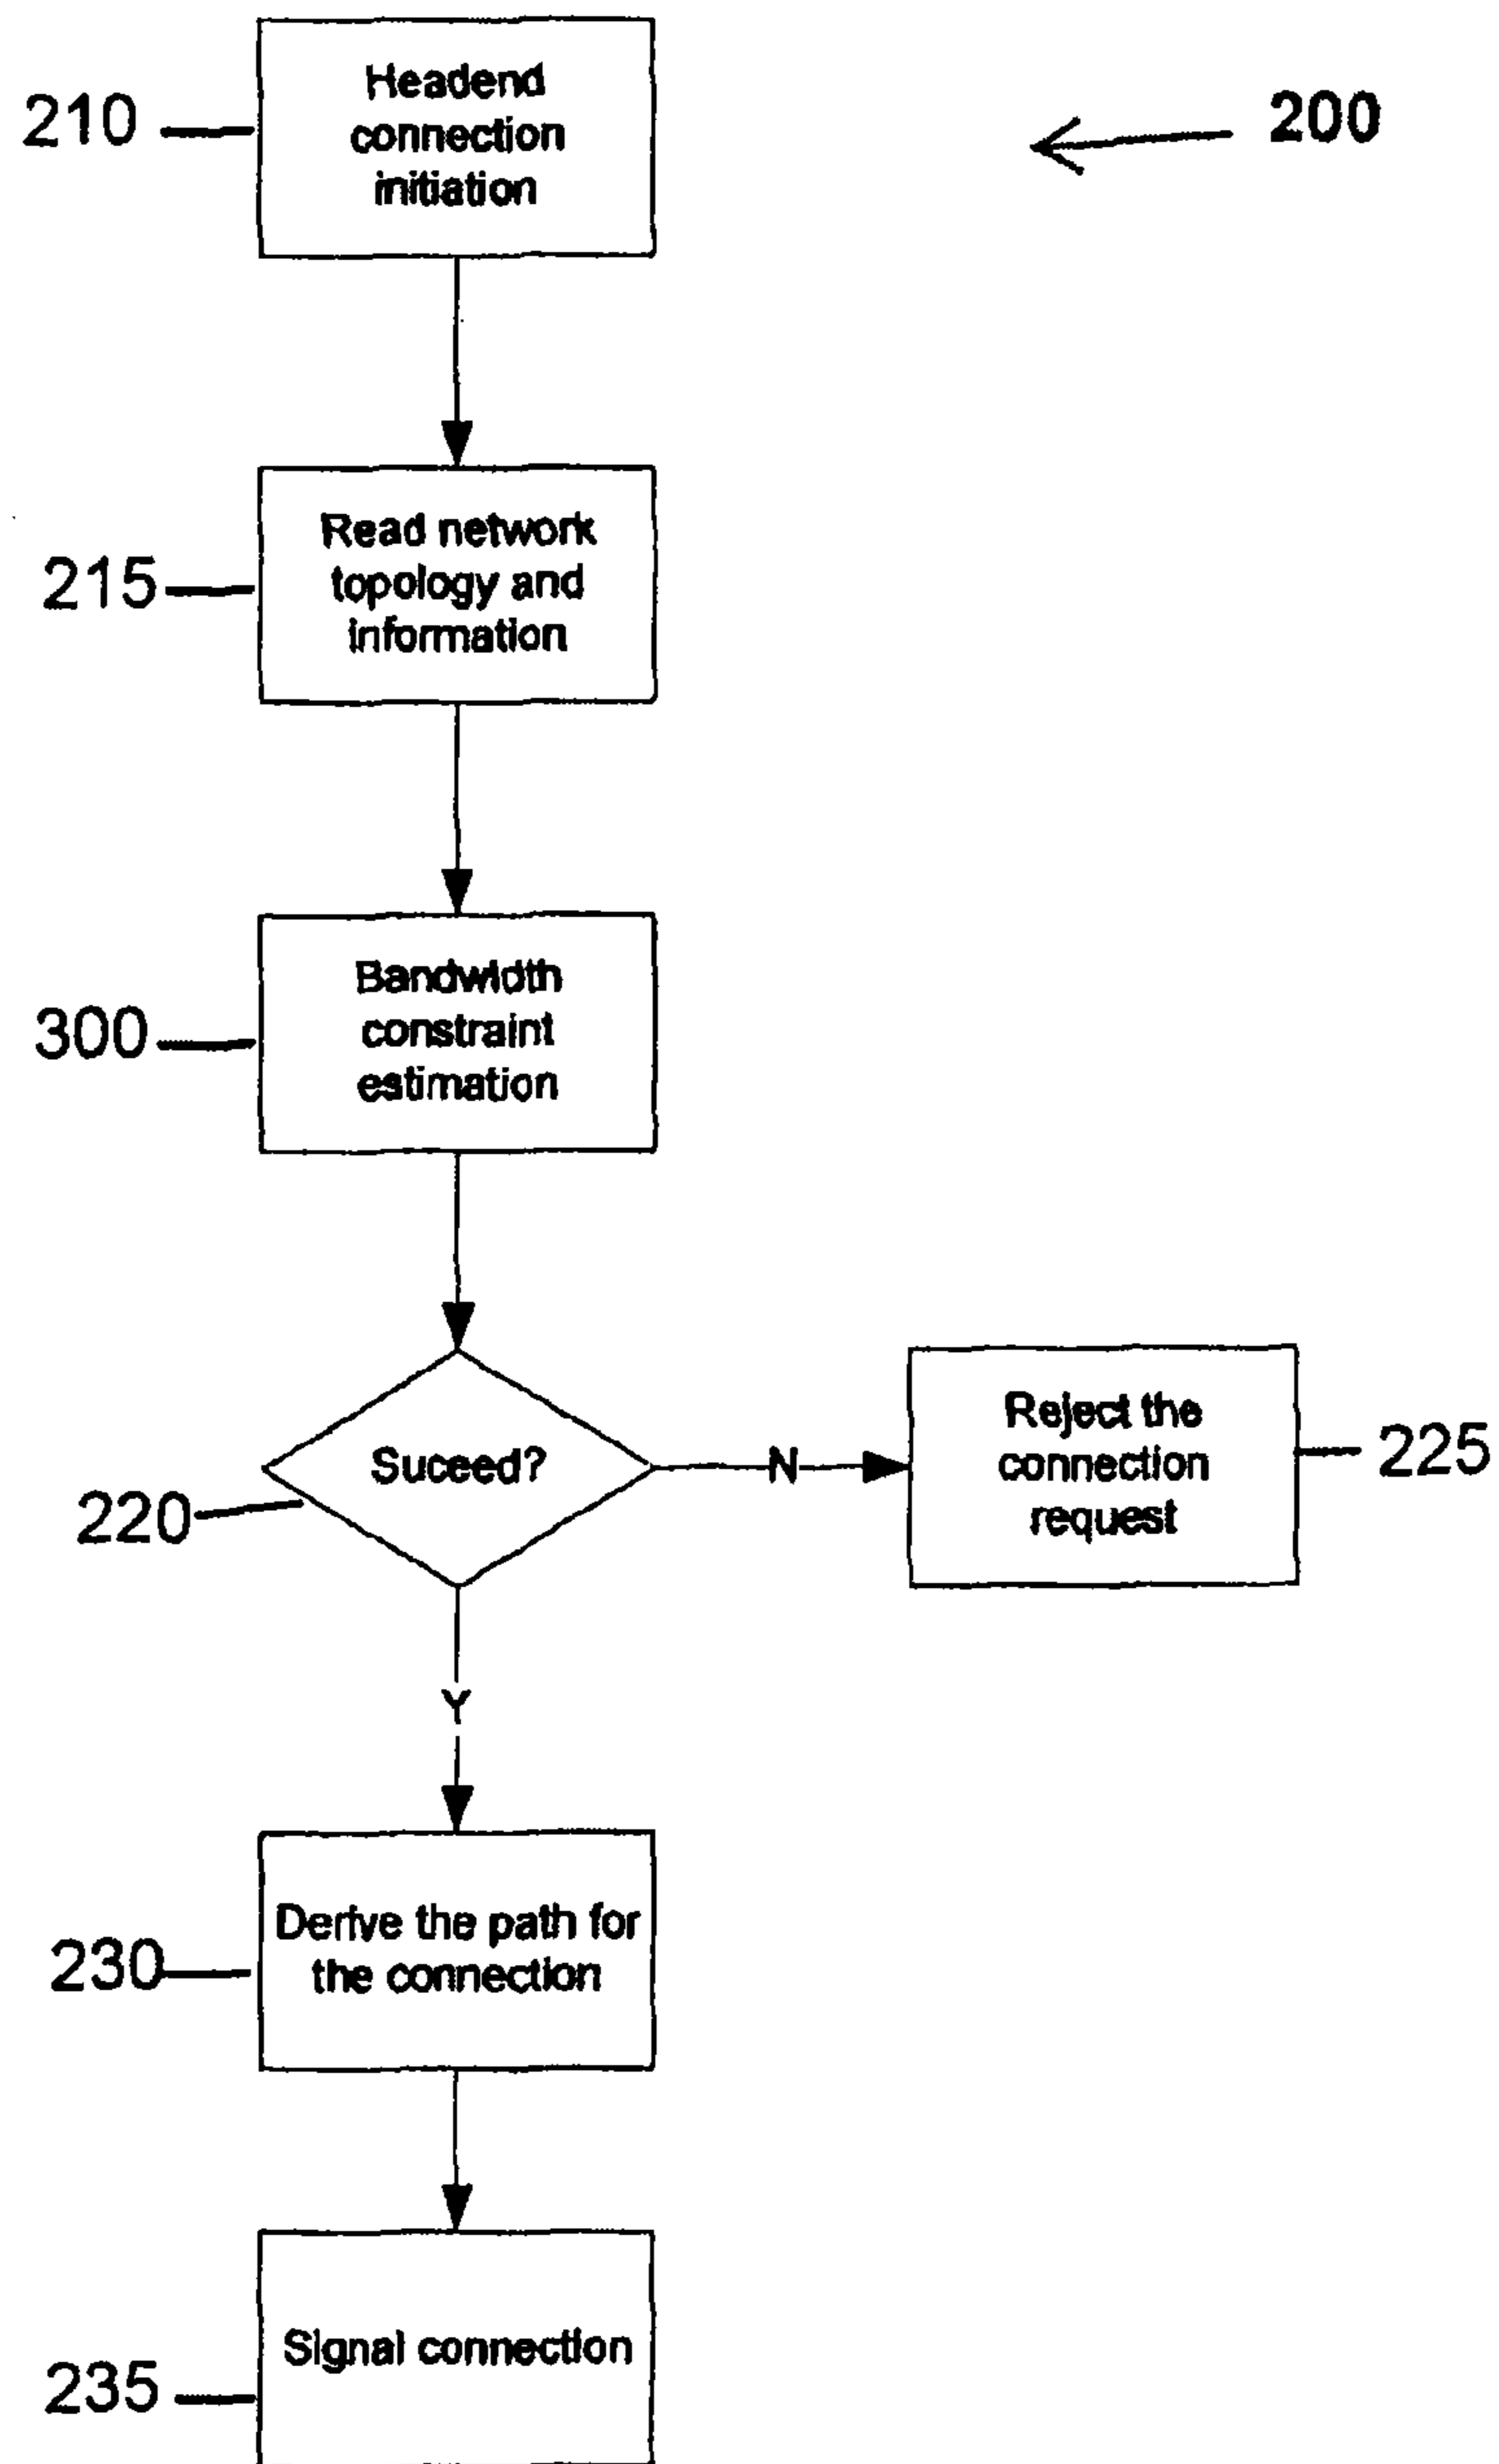 210
Headend
connection
initiation
200
215
Read network
topology and
information
300
Bandwidth
constraint
estimation
220
Suceed?
N
Reject the
connection
request
225
Y
230
Derive the path for
the connection
235
Signal connection